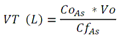 VT (L) = Co_As * Vo / Cf_As